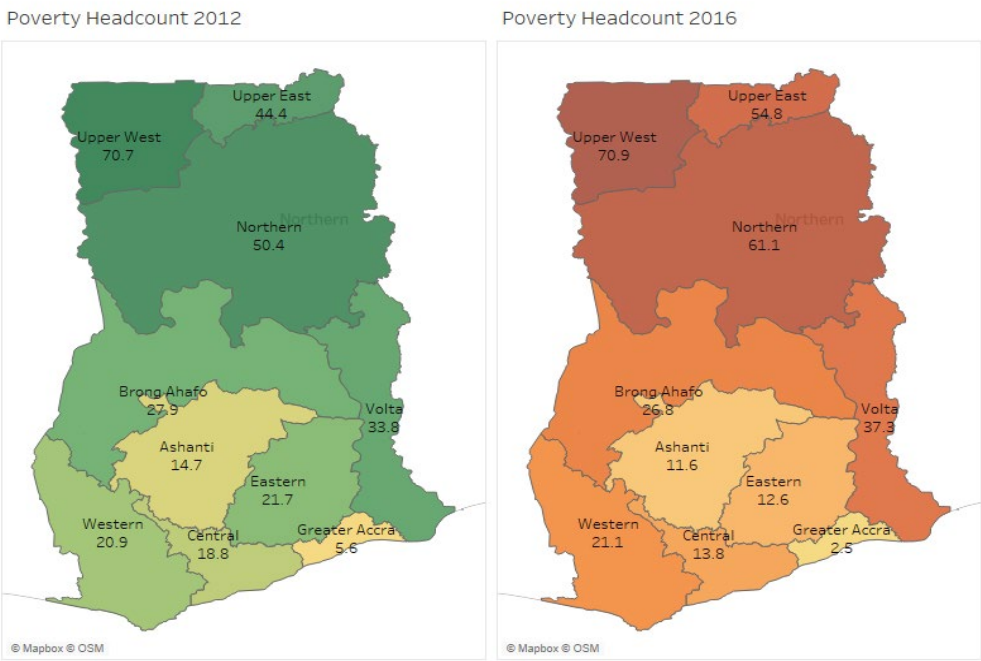 Poverty Headcount 2012
Upper East
44.4
Upper West
70.7
Northern
Northern
50.4
Brong Ahafo
27.9
Volta
33.8
Ashanti
14.7
Eastern
21.7
Western
20.9
Central
18.8
Greater Accra
5.6
© Mapbox © OSM
Poverty Headcount 2016
Upper East
54.8
Upper West
70.9
Northern
Northern
61.1
Brong Ahafo
26.8
Volta
37.3
Ashanti
11.6
Eastern
12.6
Western
21.1
Central
13.8
Greater Accra
2.5
© Mapbox © OSM